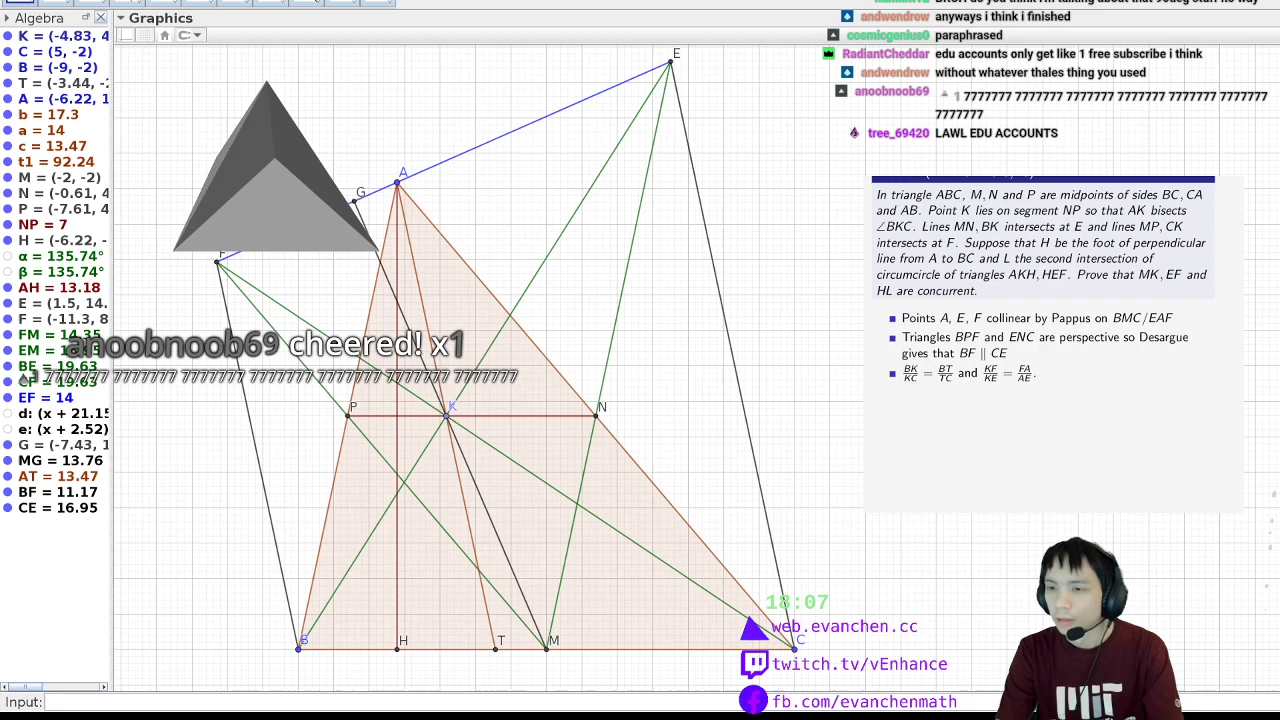 Algebra
Graphics
K = (-4.83, 4
C = (5, -2)
B = (-9, -2)
T = (-3.44, -2
A = (-6.22, 1
b = 17.3
a = 14
c = 13.47
t1 = 92.24
M = (-2, -2)
N = (-0.61, 4
P = (-7.61, 4
NP = 7
H = (-6.22, -
α = 135.74°
β = 135.74°
AH = 13.18
E = (1.5, 14.
F = (-11.3, 8
FM = 14.35
BE = 19.63
EF = 14
d: (x + 21.15
e: (x + 2.52)
G = (-7.43, 1
MG = 13.76
AT = 13.47
BF = 11.17
CE = 16.95
Input:
E
A
G
F
P
K
N
B
H
T
M
C
anoobnoob69 cheered! x1
7777777 7777777 7777777 7777777 7777777 7777777 7777777
andwendrew anyways i think i finished
cosmicgenius0 paraphrased
RadiantCheddar edu accounts only get like 1 free subscribe i think
andwendrew without whatever thales thing you used
anoobnoob69 1 7777777 7777777 7777777 7777777 7777777 7777777
7777777
tree_69420 LAWL EDU ACCOUNTS
In triangle ABC, M, N and P are midpoints of sides BC, CA
and AB. Point K lies on segment NP so that AK bisects
∠BKC. Lines MN, BK intersects at E and lines MP, CK
intersects at F. Suppose that H be the foot of perpendicular
line from A to BC and L the second intersection of
circumcircle of triangles AKH, HEF. Prove that MK, EF and
HL are concurrent.
Points A, E, F collinear by Pappus on BMC/EAF
Triangles BPF and ENC are perspective so Desargue
gives that BF ∥ CE
BK/KC = BT/TC and KF/KE = FA/AE.
18:07
web.evanchen.cc
twitch.tv/vEnhance
fb.com/evanchenmath
MIT